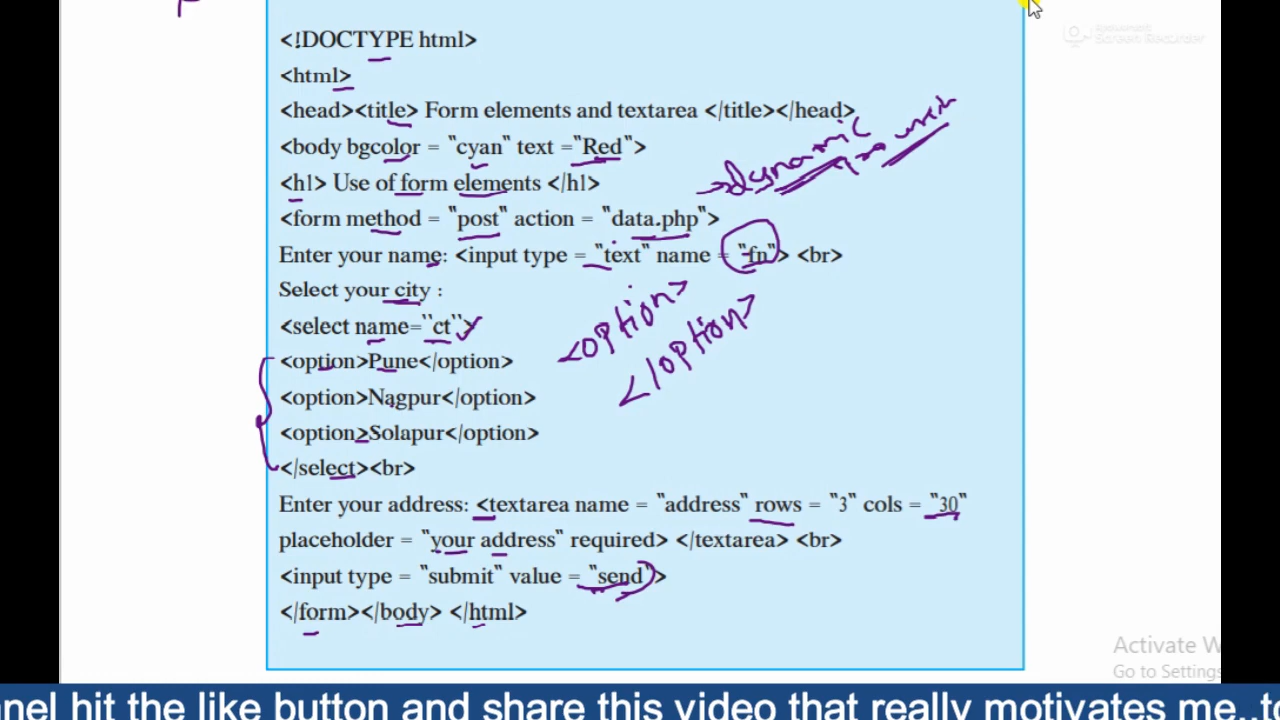 Screen Recorder
<!DOCTYPE html>
<html>
<head><title> Form elements and textarea </title></head>
<body bgcolor = "cyan" text ="Red">
<h1> Use of form elements </h1>
→dynamic
<form method = "post" action = "data.php">
Enter your name: <input type = "text" name = "fn"> <br>
Select your city :
<select name="ct">
<option>
</option>
<option>Pune</option>
<option>Nagpur</option>
<option>Solapur</option>
</select><br>
Enter your address: <textarea name = "address" rows = "3" cols = "30"
placeholder = "your address" required> </textarea> <br>
<input type = "submit" value = "send">
</form></body> </html>
Activate W
Go to Settings
nnel hit the like button and share this video that really motivates me..to